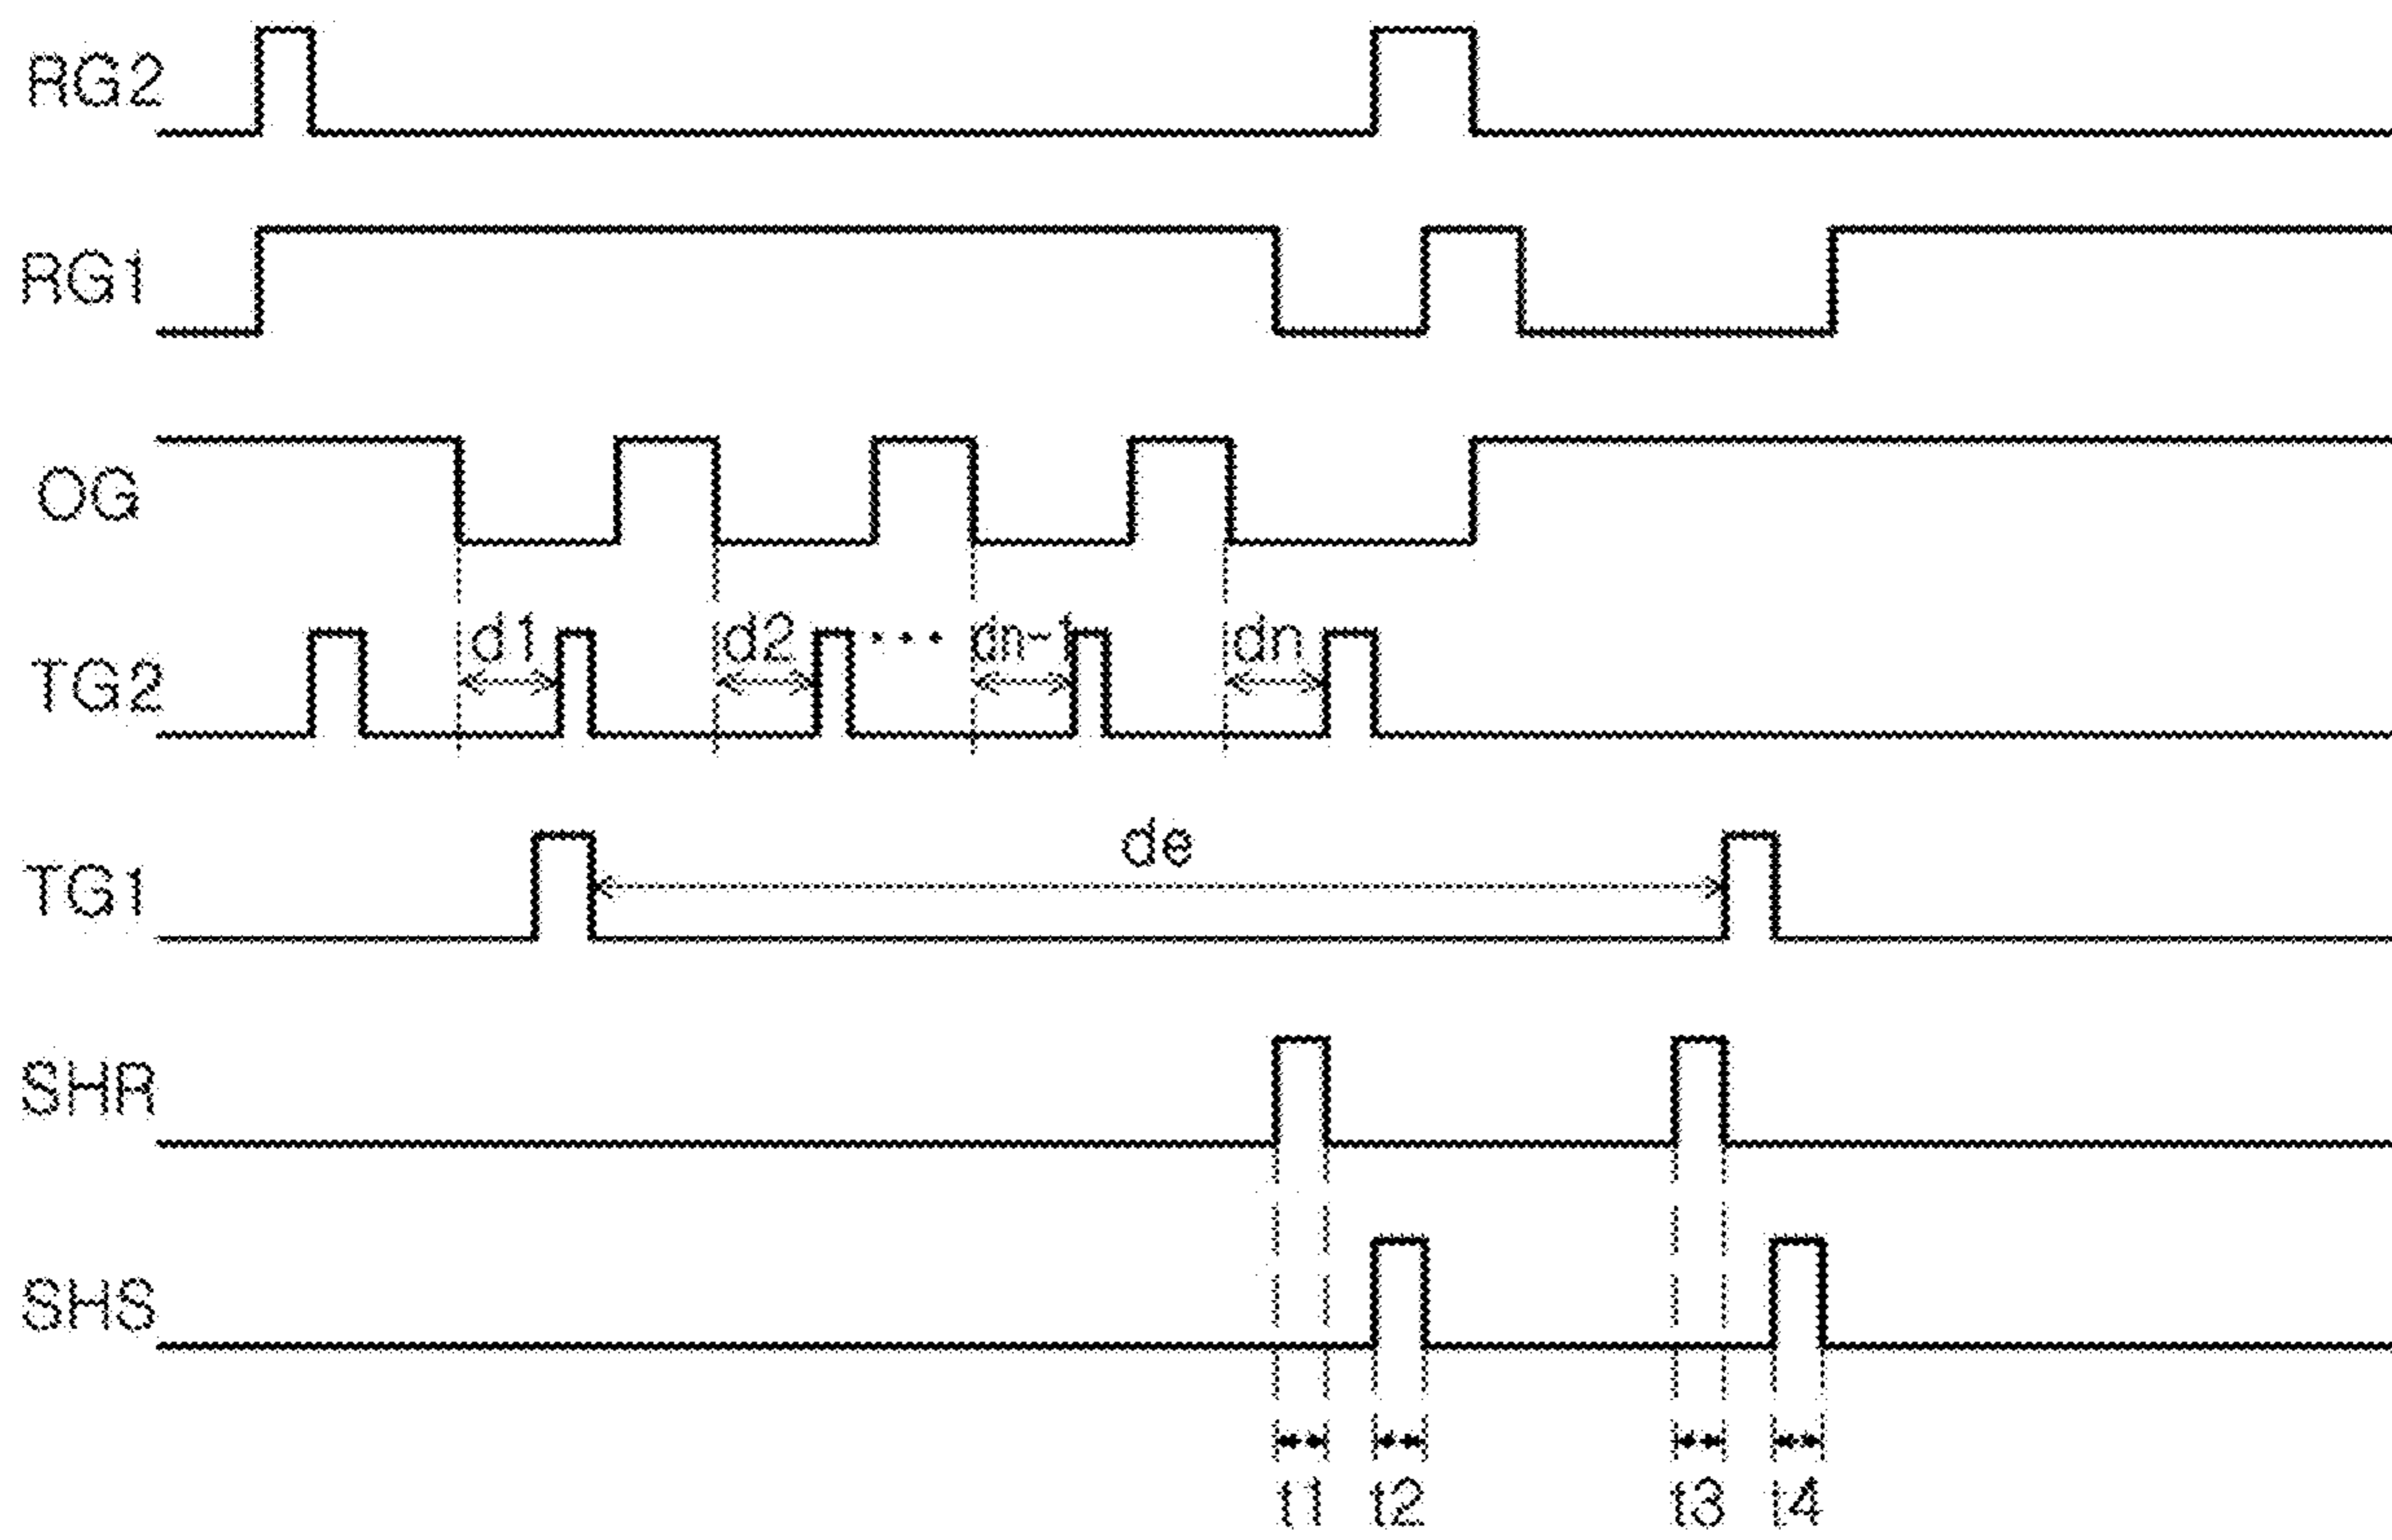 RG2
RG1
OG
TG2
d1
d2
...
dn-1
dn
TG1
de
SHR
SHS
t1
t2
t3
t4